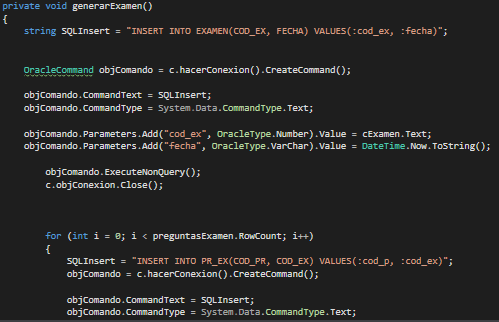 private void generarExamen()
{
string SQLInsert = "INSERT INTO EXAMEN(COD_EX, FECHA) VALUES(:cod_ex, :fecha)";
OracleCommand objComando = c.hacerConexion().CreateCommand();
objComando.CommandText = SQLInsert;
objComando.CommandType = System.Data.CommandType.Text;
objComando.Parameters.Add("cod_ex", OracleType.Number).Value = cExamen.Text;
objComando.Parameters.Add("fecha", OracleType.VarChar).Value = DateTime.Now.ToString();
objComando.ExecuteNonQuery();
c.objConexion.Close();
for (int i = 0; i < preguntasExamen.RowCount; i++)
{
SQLInsert = "INSERT INTO PR_EX(COD_PR, COD_EX) VALUES(:cod_p, :cod_ex)";
objComando = c.hacerConexion().CreateCommand();
objComando.CommandText = SQLInsert;
objComando.CommandType = System.Data.CommandType.Text;